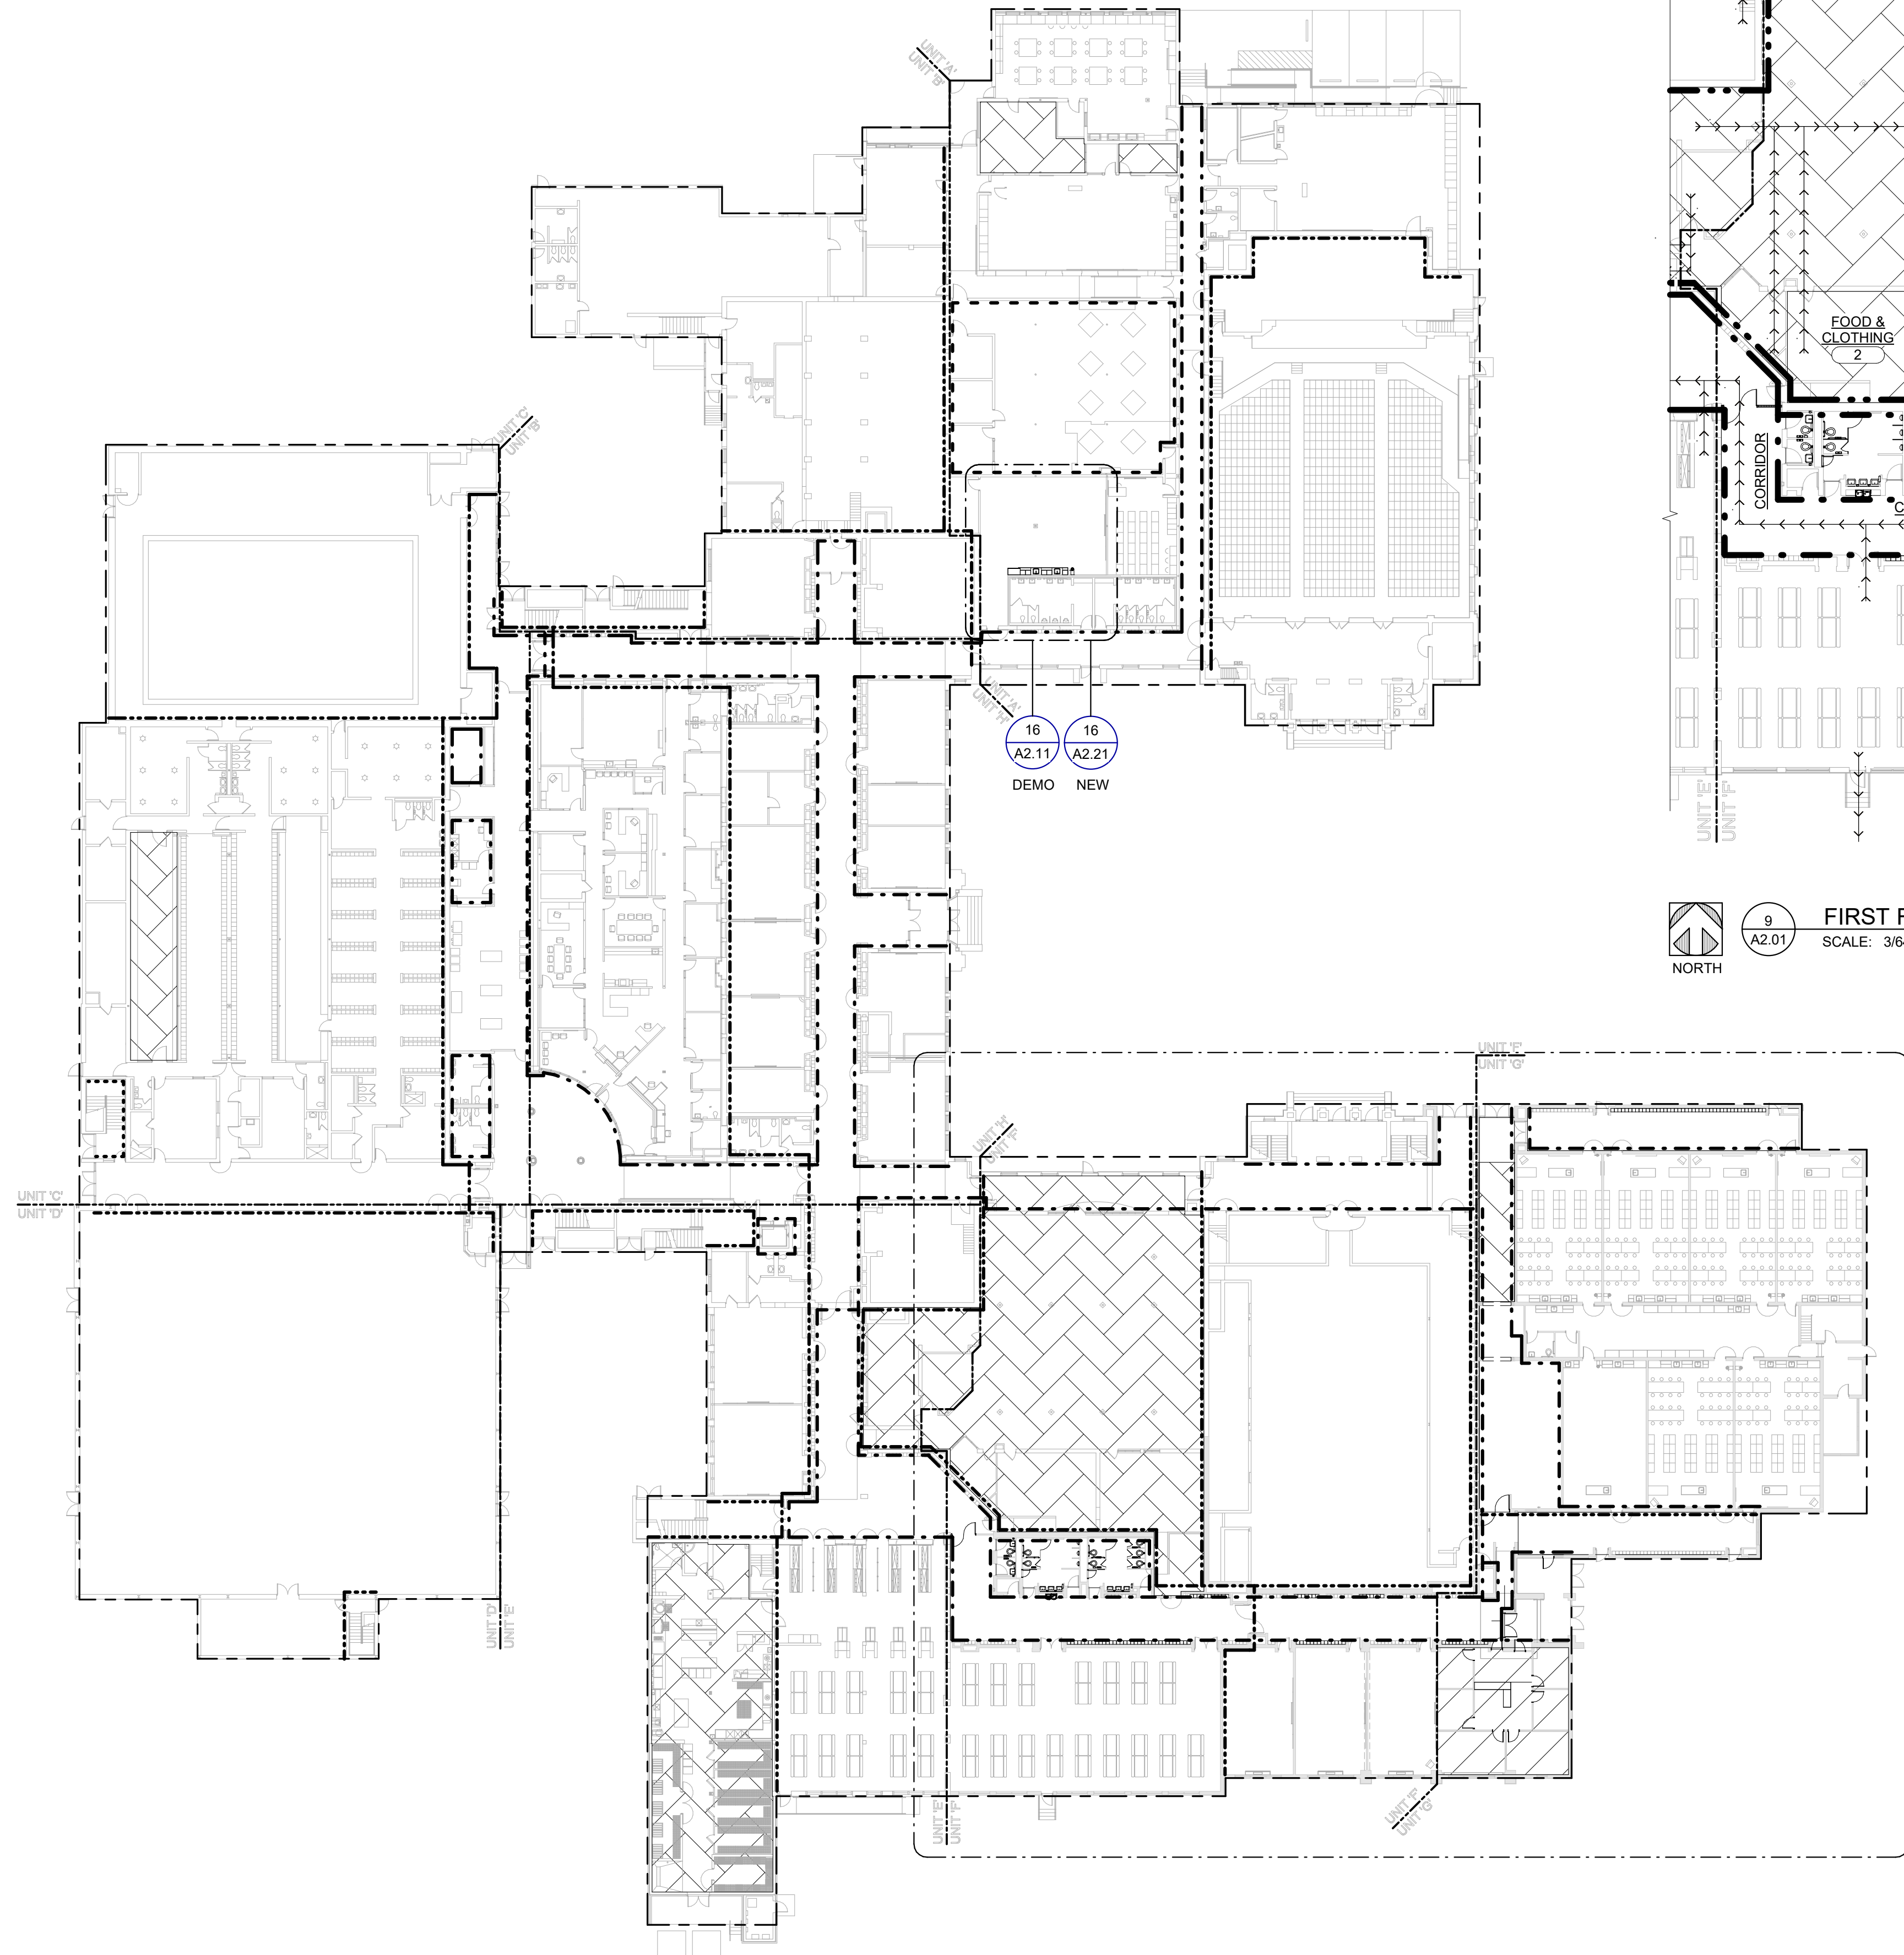 UNIT 'A'
UNIT 'B'
UNIT 'C'
UNIT 'B'
FOOD &
CLOTHING
2
CORRIDOR
C
UNIT 'A'
UNIT 'H'
16
A2.11
DEMO
16
A2.21
NEW
UNIT 'E'
UNIT 'F'
NORTH
9
A2.01
FIRST F
SCALE: 3/6
UNIT 'F'
UNIT 'G'
UNIT 'H'
UNIT 'F'
UNIT 'C'
UNIT 'D'
UNIT 'D'
UNIT 'E'
UNIT 'E'
UNIT 'F'
UNIT 'F'
UNIT 'G'